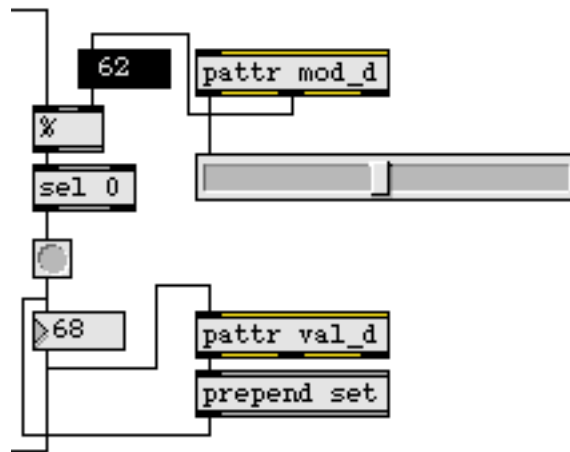 62
pattr mod_d
%
sel 0
68
pattr val_d
prepend set